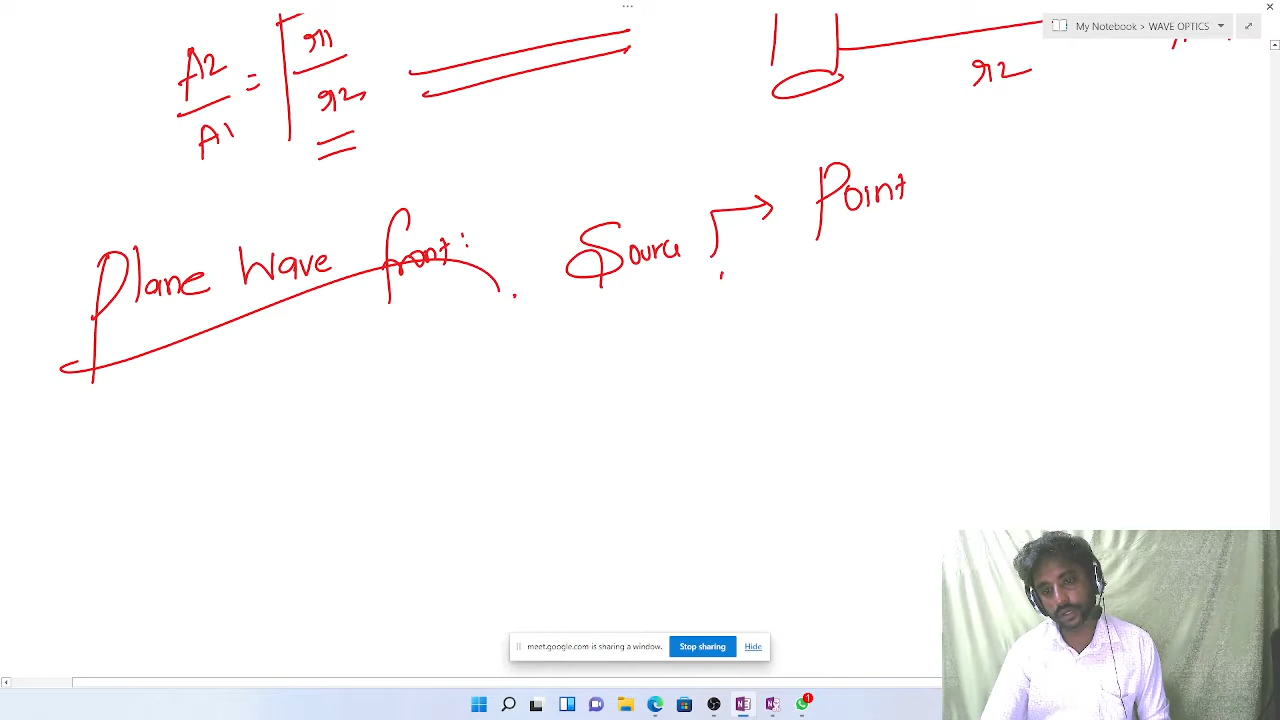 My Notebook > WAVE OPTICS
A2
A1
=
r1
r2
r2
Plane Wave front:
Source
Point
meet.google.com is sharing a window.
Stop sharing
Hide
1